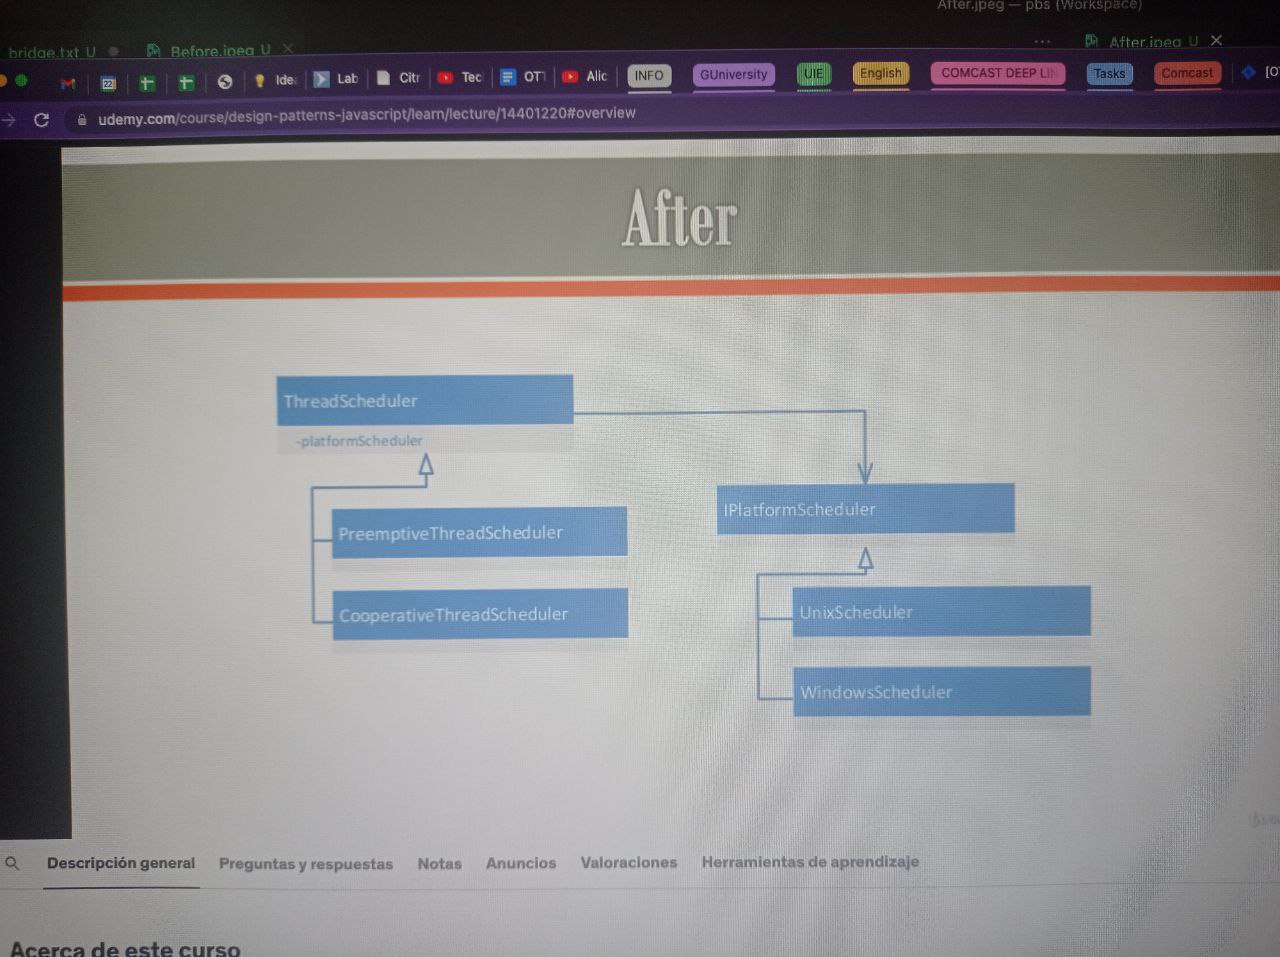 After.jpeg — pbs (Workspace)
bridge.txt U Before.jpeg U After.jpeg U
22 Ide Lab Citr Tec OT Alic INFO GUniversity UIE English COMCAST DEEP LIN Tasks Comcast [O
udemy.com/course/design-patterns-javascript/learn/lecture/14401220#overview
After
ThreadScheduler
-platformScheduler
IPlatformScheduler
PreemptiveThreadScheduler
CooperativeThreadScheduler
UnixScheduler
WindowsScheduler
Descripción general Preguntas y respuestas Notas Anuncios Valoraciones Herramientas de aprendizaje
Acerca de este curso